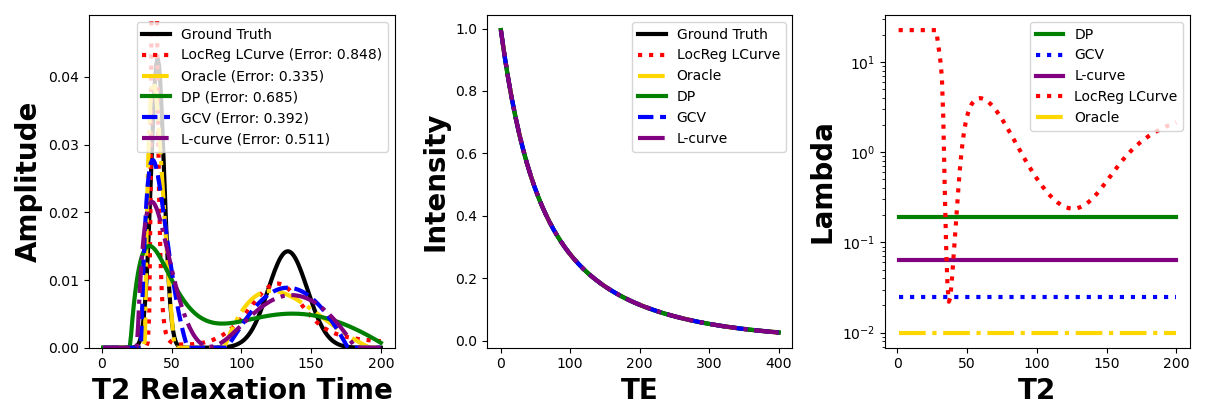 Amplitude
0.04
0.03
0.02
0.01
0.00
Ground Truth
LocReg LCurve (Error: 0.848)
Oracle (Error: 0.335)
DP (Error: 0.685)
GCV (Error: 0.392)
L-curve (Error: 0.511)
0 50 100 150 200
T2 Relaxation Time
Intensity
1.0
0.8
0.6
0.4
0.2
0.0
Ground Truth
LocReg LCurve
Oracle
DP
GCV
L-curve
0 100 200 300 400
TE
Lambda
10¹
10⁰
10⁻¹
10⁻²
DP
GCV
L-curve
LocReg LCurve
Oracle
0 50 100 150 200
T2